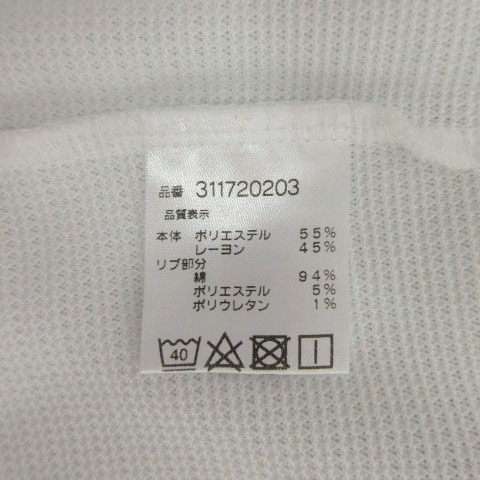 品番 311720203
品質表示
本体 ポリエステル 55%
レーヨン 45%
リブ部分
綿 94%
ポリエステル 5%
ポリウレタン 1%
40